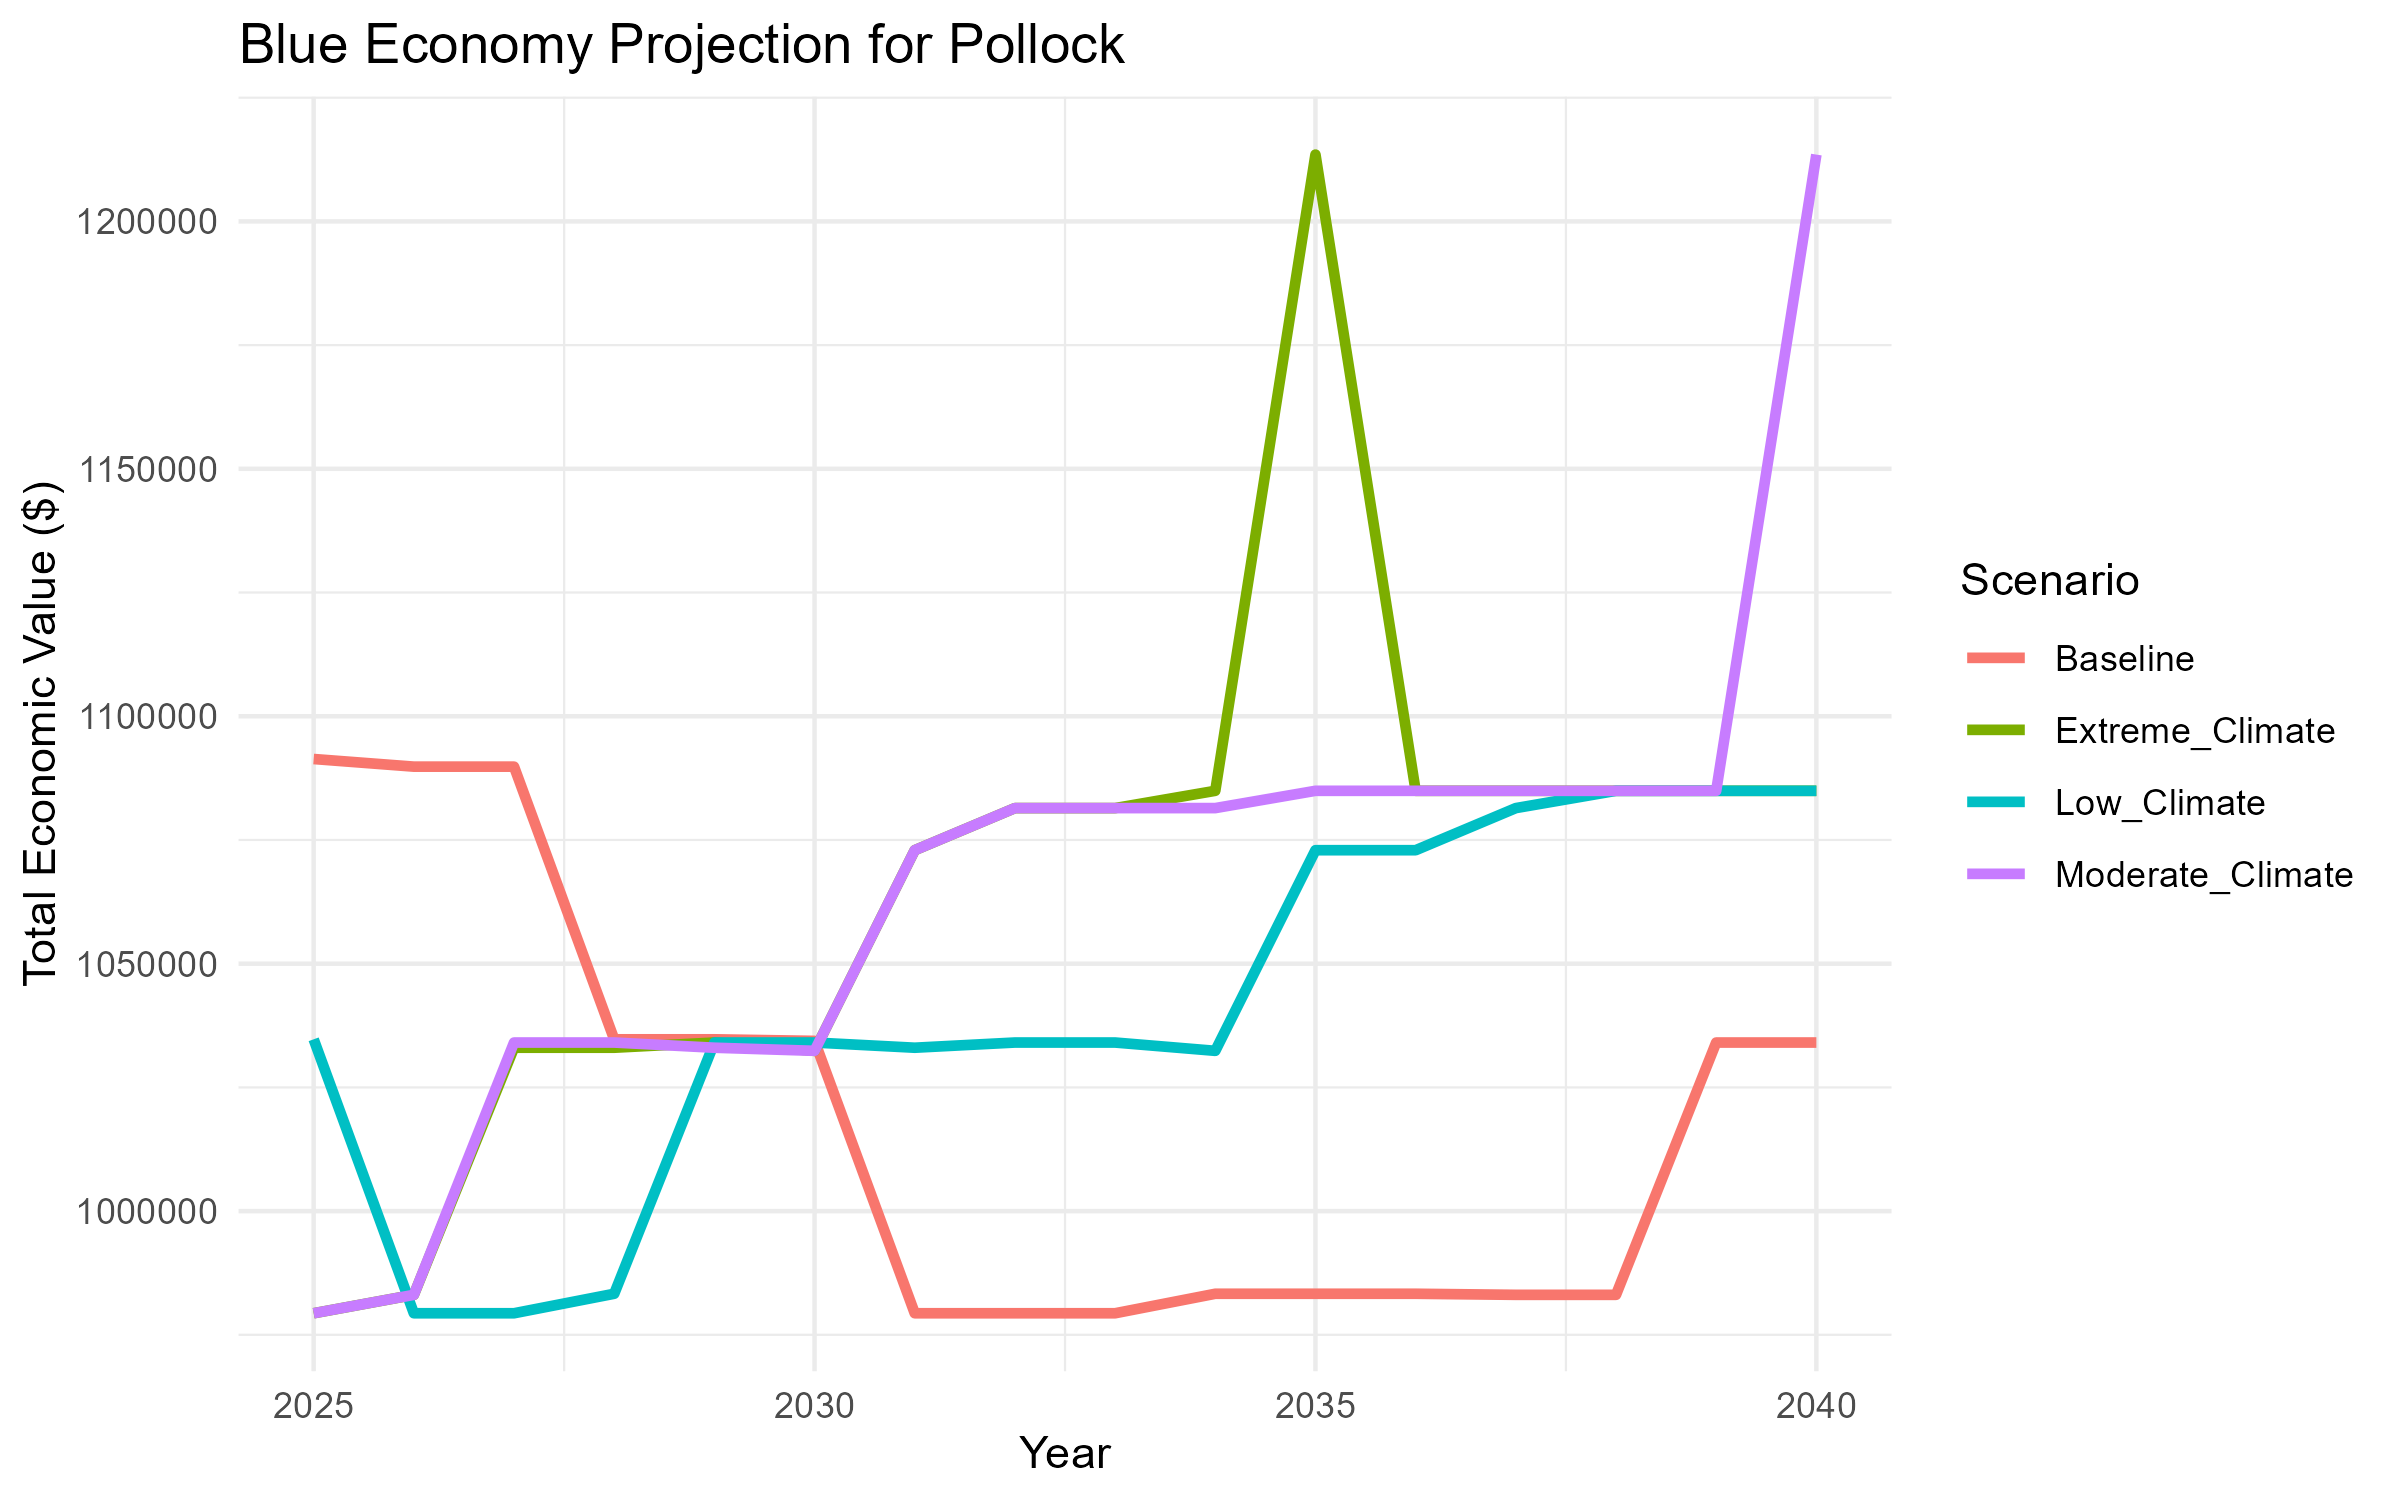 Blue Economy Projection for Pollock
Total Economic Value ($)
1200000
1150000
1100000
1050000
1000000
2025 2030 2035 2040
Year
Scenario
Baseline
Extreme_Climate
Low_Climate
Moderate_Climate